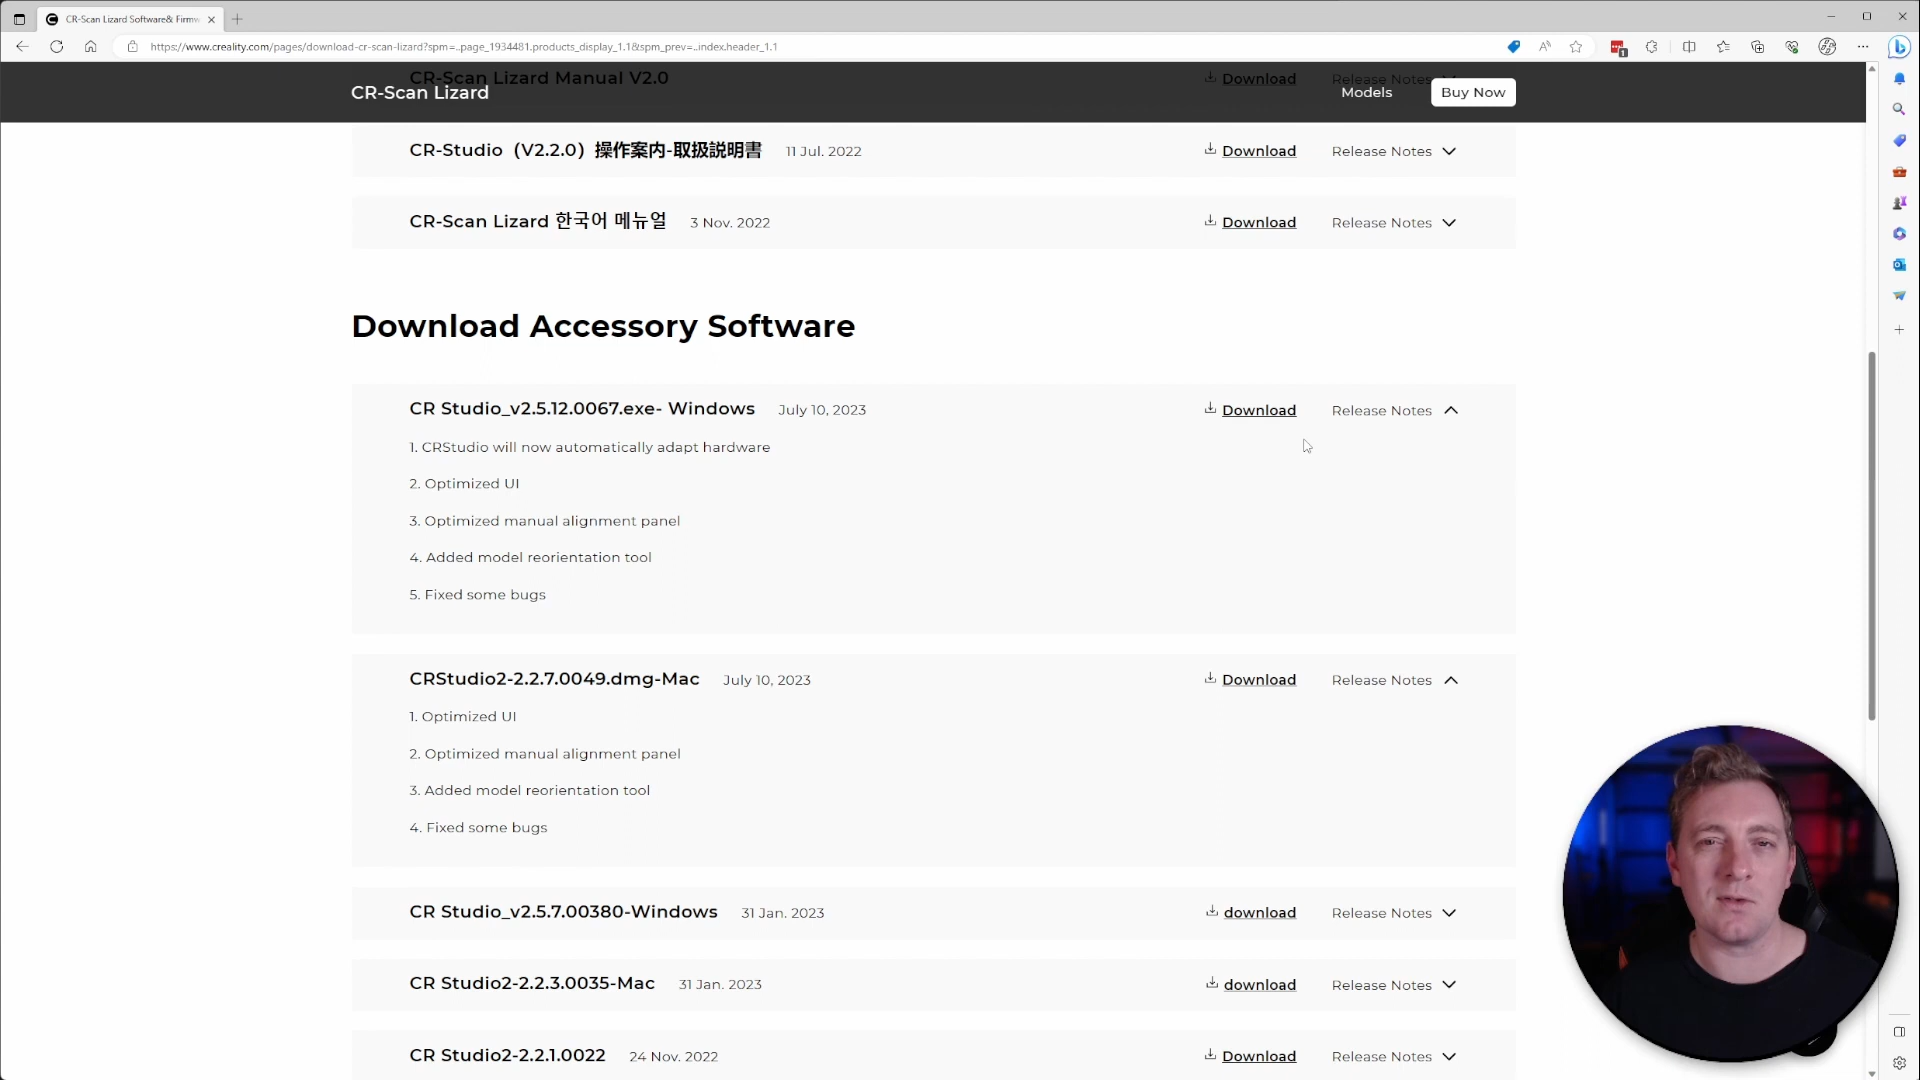 CR-Scan Lizard Software& Firmw
https://www.creality.com/pages/download-cr-scan-lizard?spm=..page_1934481.products_display_1.1&spm_prev=..index.header_1.1
CR-Scan Lizard Manual V2.0 Download Release Notes
CR-Scan Lizard Models Buy Now
CR-Studio（V2.2.0）操作案内-取扱説明書 11 Jul. 2022 Download Release Notes
CR-Scan Lizard 한국어 메뉴얼 3 Nov. 2022 Download Release Notes
Download Accessory Software
CR Studio_v2.5.12.0067.exe- Windows July 10, 2023 Download Release Notes
1. CRStudio will now automatically adapt hardware
2. Optimized UI
3. Optimized manual alignment panel
4. Added model reorientation tool
5. Fixed some bugs
CRStudio2-2.2.7.0049.dmg-Mac July 10, 2023 Download Release Notes
1. Optimized UI
2. Optimized manual alignment panel
3. Added model reorientation tool
4. Fixed some bugs
CR Studio_v2.5.7.00380-Windows 31 Jan. 2023 download Release Notes
CR Studio2-2.2.3.0035-Mac 31 Jan. 2023 download Release Notes
CR Studio2-2.2.1.0022 24 Nov. 2022 Download Release Notes